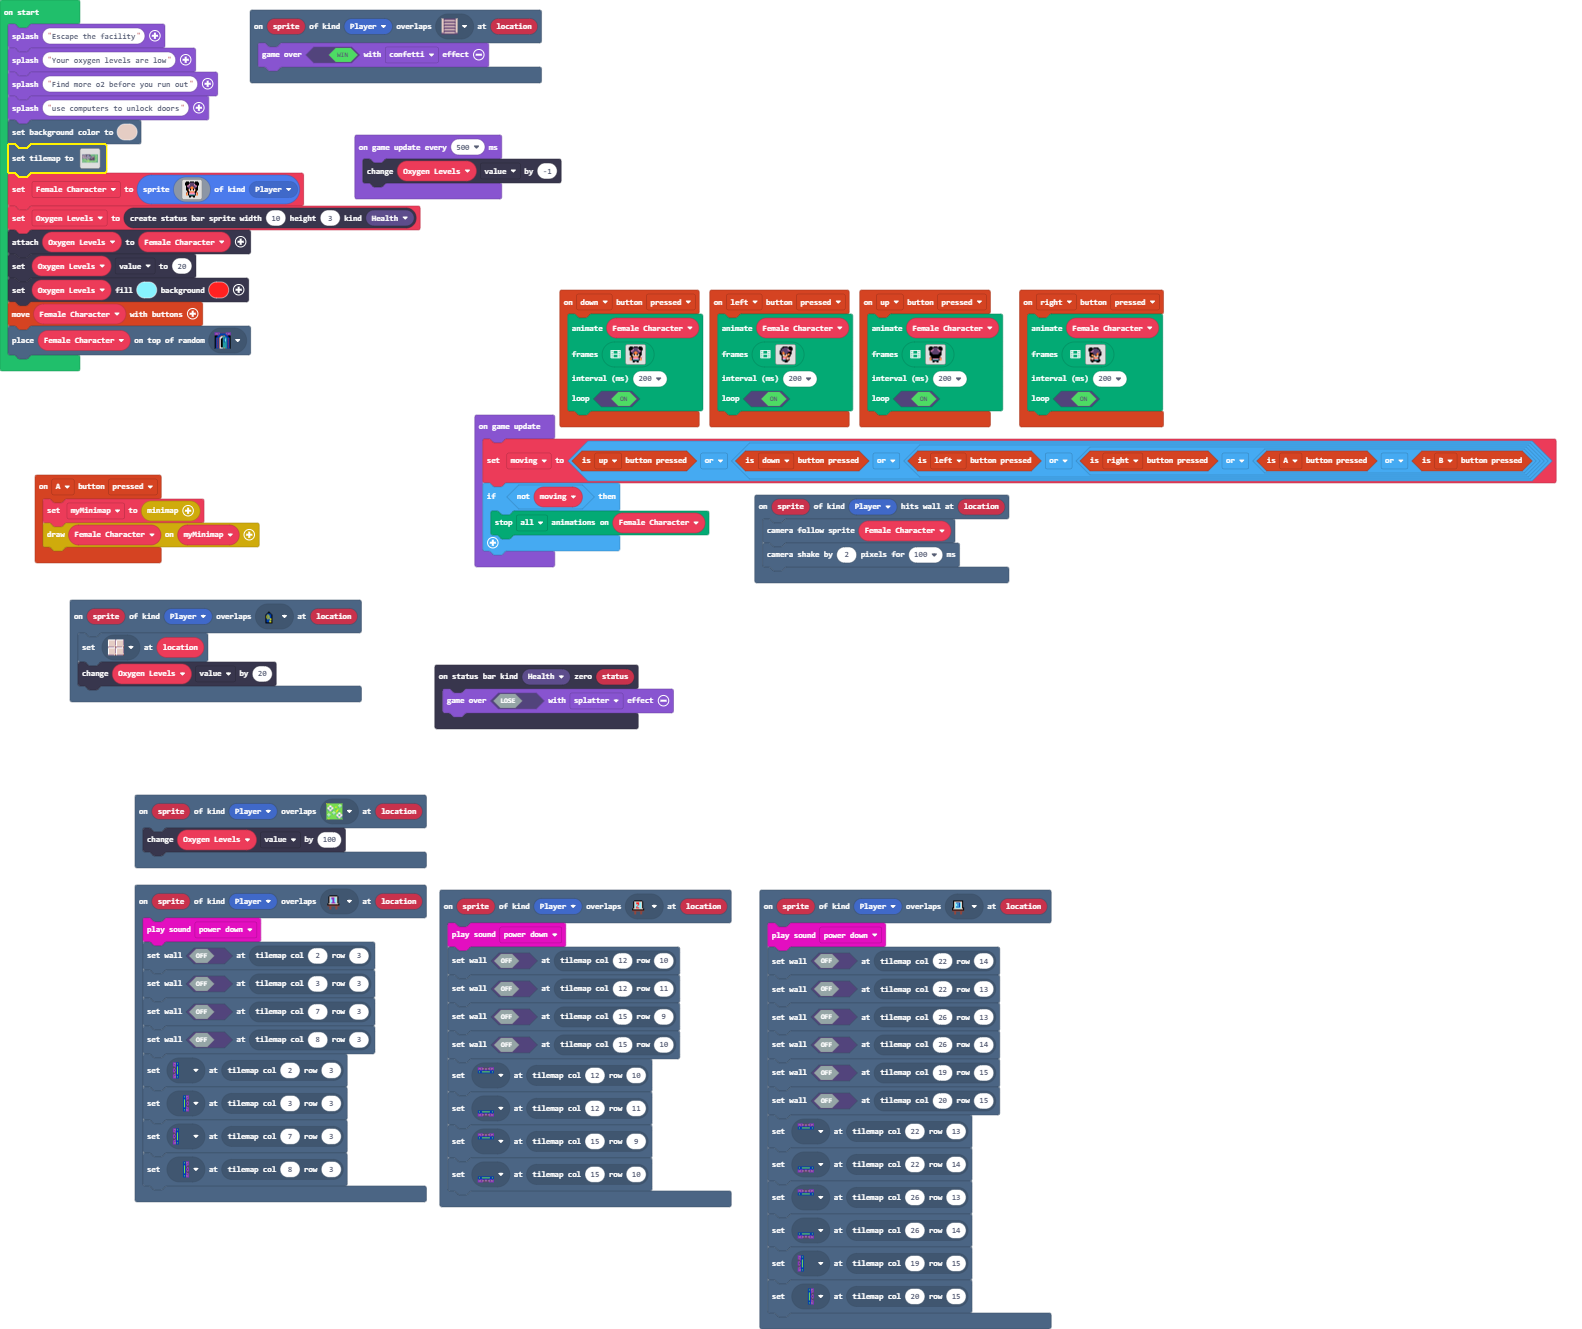 on start
splash "Escape the facility"
splash "Your oxygen levels are low"
splash "Find more o2 before you run out"
splash "use computers to unlock doors"
set background color to
set tilemap to
set Female Character to sprite of kind Player
set Oxygen Levels to create status bar sprite width 10 height 3 kind Health
attach Oxygen Levels to Female Character
set Oxygen Levels value to 20
set Oxygen Levels fill background
move Female Character with buttons
place Female Character on top of random
on sprite of kind Player overlaps at location
game over WIN with confetti effect
on game update every 500 ms
change Oxygen Levels value by -1
on down button pressed
animate Female Character
frames
interval (ms) 200
loop ON
on left button pressed
animate Female Character
frames
interval (ms) 200
loop ON
on up button pressed
animate Female Character
frames
interval (ms) 200
loop ON
on right button pressed
animate Female Character
frames
interval (ms) 200
loop ON
on game update
set moving to is up button pressed or is down button pressed or is left button pressed or is right button pressed or is A button pressed or is B button pressed
if not moving then
stop all animations on Female Character
on A button pressed
set myMinimap to minimap
draw Female Character on myMinimap
on sprite of kind Player hits wall at location
camera follow sprite Female Character
camera shake by 2 pixels for 100 ms
on sprite of kind Player overlaps at location
set at location
change Oxygen Levels value by 20
on status bar kind Health zero status
game over LOSE with splatter effect
on sprite of kind Player overlaps at location
change Oxygen Levels value by 100
on sprite of kind Player overlaps at location
play sound power down
set wall OFF at tilemap col 2 row 3
set wall OFF at tilemap col 3 row 3
set wall OFF at tilemap col 7 row 3
set wall OFF at tilemap col 8 row 3
set at tilemap col 2 row 3
set at tilemap col 3 row 3
set at tilemap col 7 row 3
set at tilemap col 8 row 3
on sprite of kind Player overlaps at location
play sound power down
set wall OFF at tilemap col 12 row 10
set wall OFF at tilemap col 12 row 11
set wall OFF at tilemap col 15 row 9
set wall OFF at tilemap col 15 row 10
set at tilemap col 12 row 10
set at tilemap col 12 row 11
set at tilemap col 15 row 9
set at tilemap col 15 row 10
on sprite of kind Player overlaps at location
play sound power down
set wall OFF at tilemap col 22 row 14
set wall OFF at tilemap col 22 row 13
set wall OFF at tilemap col 26 row 13
set wall OFF at tilemap col 26 row 14
set wall OFF at tilemap col 19 row 15
set wall OFF at tilemap col 20 row 15
set at tilemap col 22 row 13
set at tilemap col 22 row 14
set at tilemap col 26 row 13
set at tilemap col 26 row 14
set at tilemap col 19 row 15
set at tilemap col 20 row 15